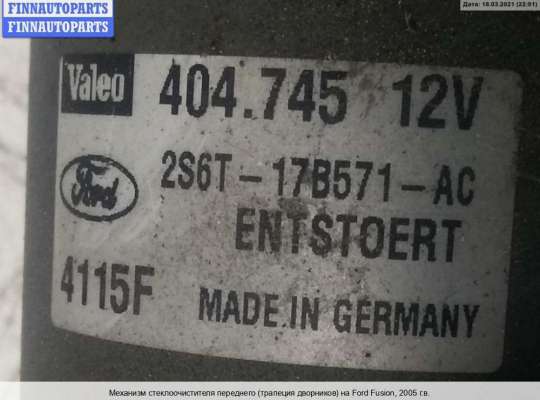 FINNAUTOPARTS
FINNAUTOPARTS
FINNAUTOPARTS
Дата: 18.03.2021 (22:01)
Valeo 404.745 12V
Ford 2S6T-17B571-AC
ENTSTOERT
4115F MADE IN GERMANY
Механизм стеклоочистителя переднего (трапеция дворников) на Ford Fusion, 2005 г.в.